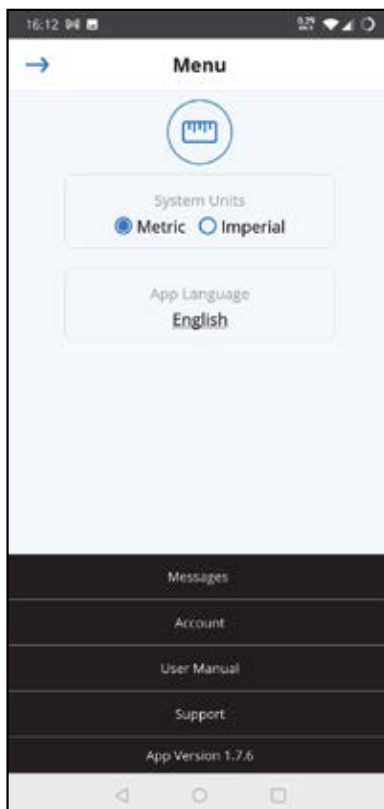 16:12
Menu
System Units
Metric Imperial
App Language
English
Messages
Account
User Manual
Support
App Version 1.7.6